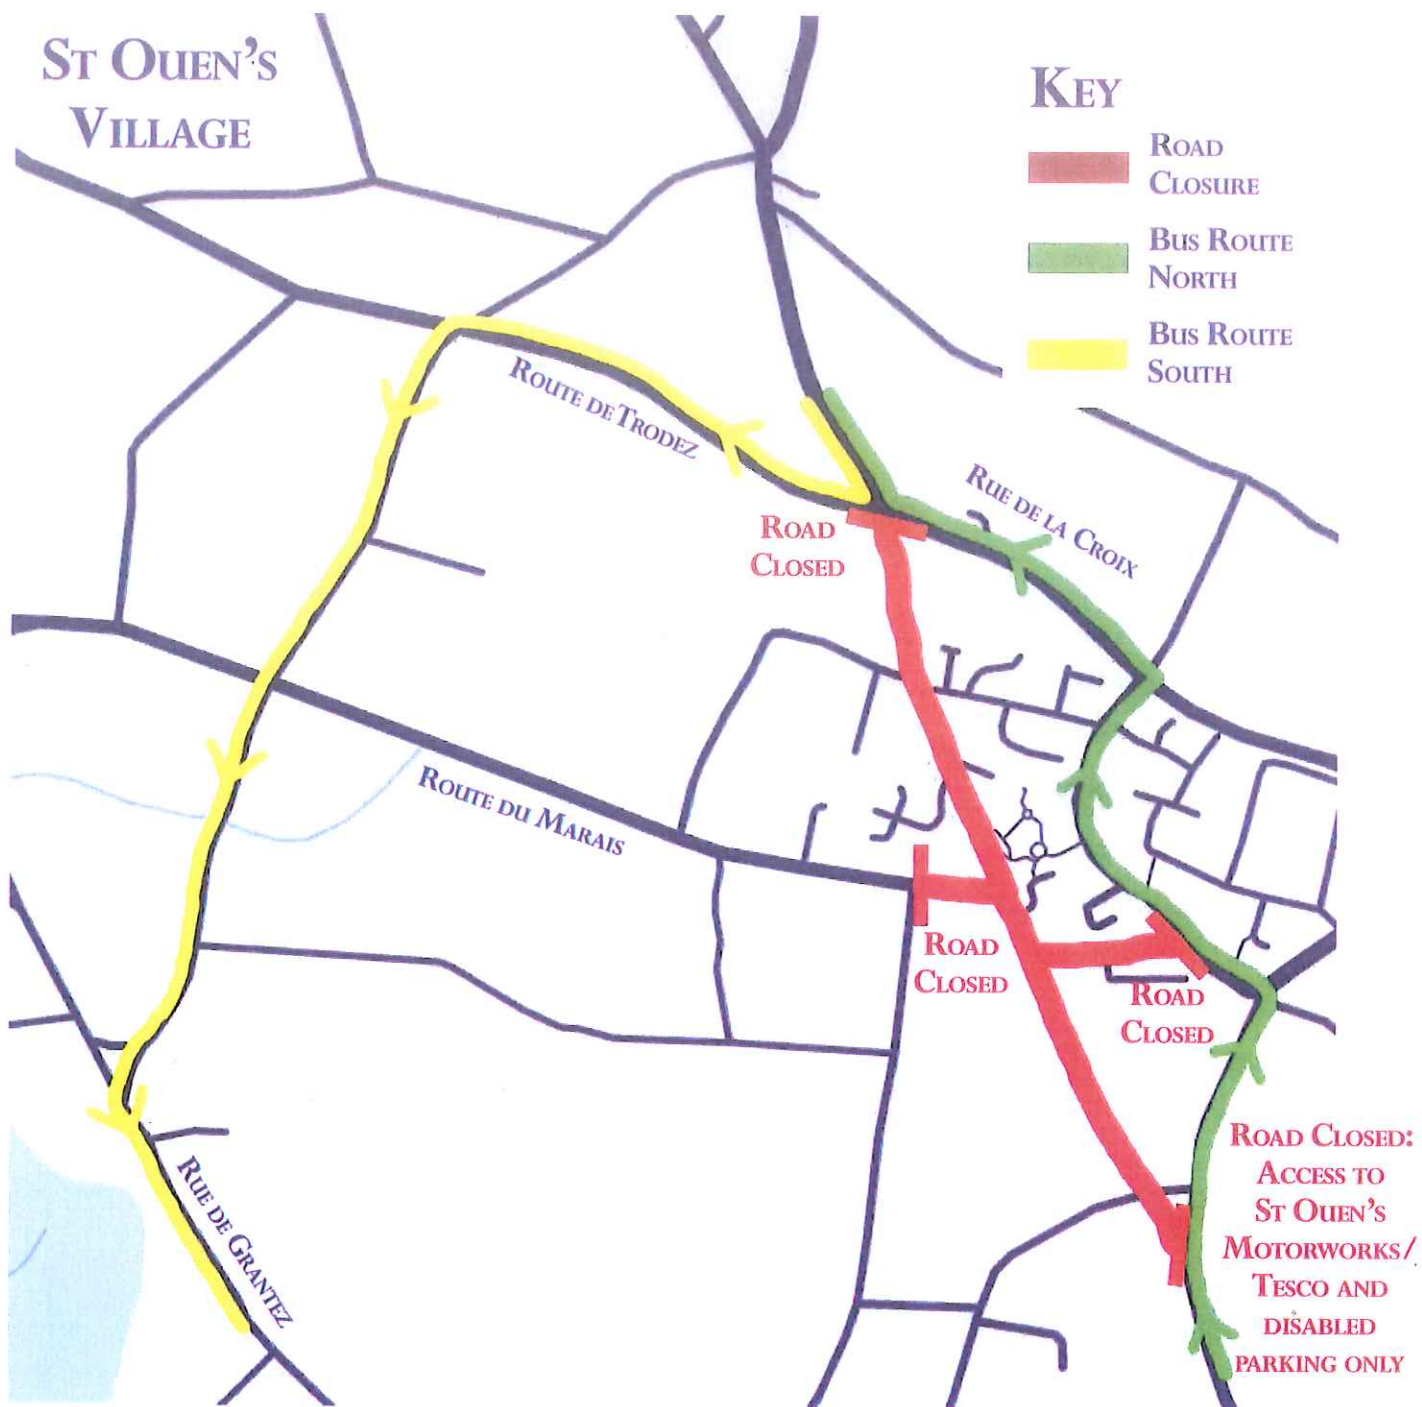 ST OUEN'S
VILLAGE
KEY
ROAD
CLOSURE
BUS ROUTE
NORTH
BUS ROUTE
SOUTH
ROUTE DE TRODEZ
RUE DE LA CROIX
ROAD
CLOSED
ROUTE DU MARAIS
ROAD
CLOSED
ROAD
CLOSED
RUE DE GRANTEZ
ROAD CLOSED:
ACCESS TO
ST OUEN'S
MOTORWORKS/
TESCO AND
DISABLED
PARKING ONLY